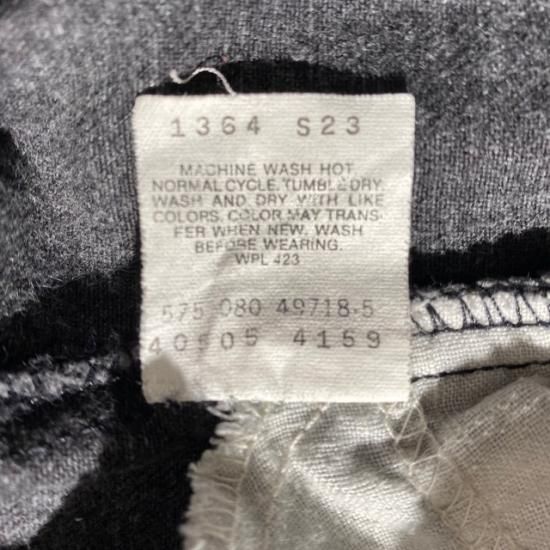 1364 S23
MACHINE WASH HOT
NORMAL CYCLE. TUMBLE DRY.
WASH AND DRY WITH LIKE
COLORS. COLOR MAY TRANS-
FER WHEN NEW. WASH
BEFORE WEARING.
WPL 423
575 080 49718-5
40505 4159